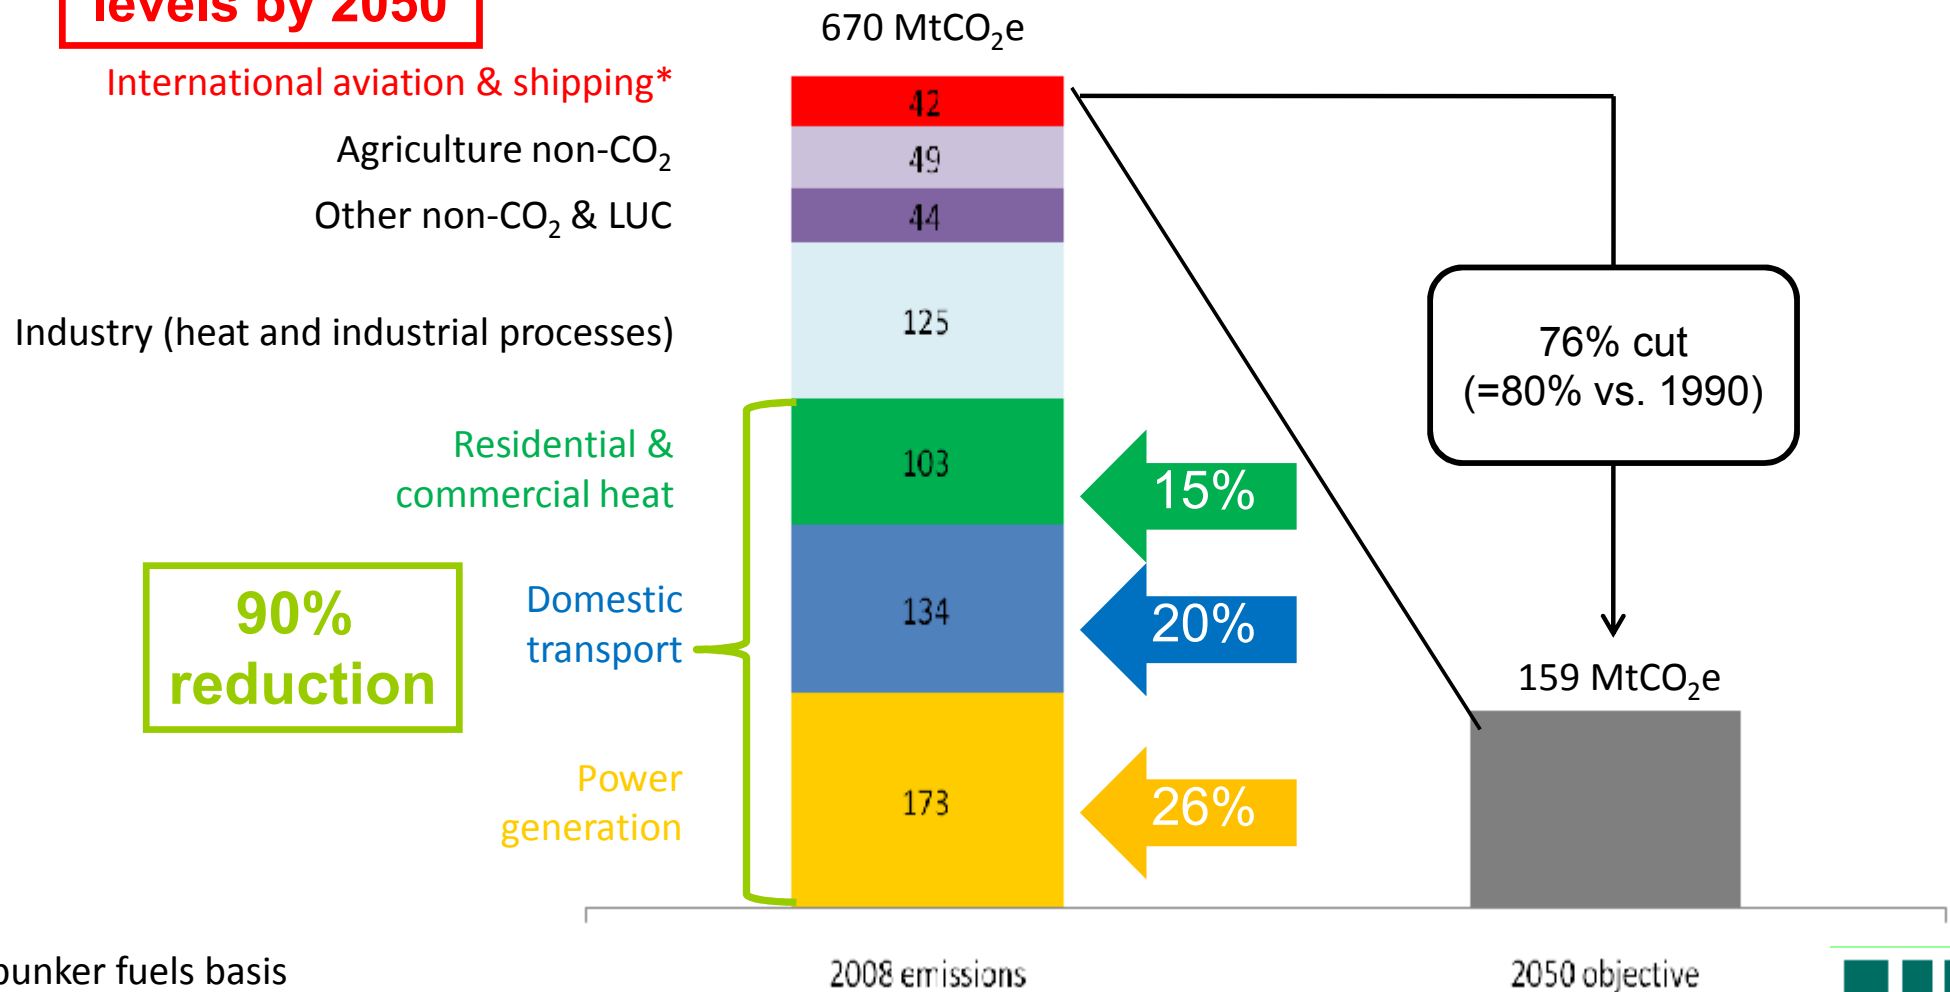 levels by 2050
670 MtCO₂e
International aviation & shipping*
42
Agriculture non-CO₂
49
Other non-CO₂ & LUC
44
Industry (heat and industrial processes)
125
76% cut
(=80% vs. 1990)
Residential &
commercial heat
103
15%
90%
reduction
Domestic
transport
134
20%
159 MtCO₂e
Power
generation
173
26%
bunker fuels basis
2008 emissions
2050 objective